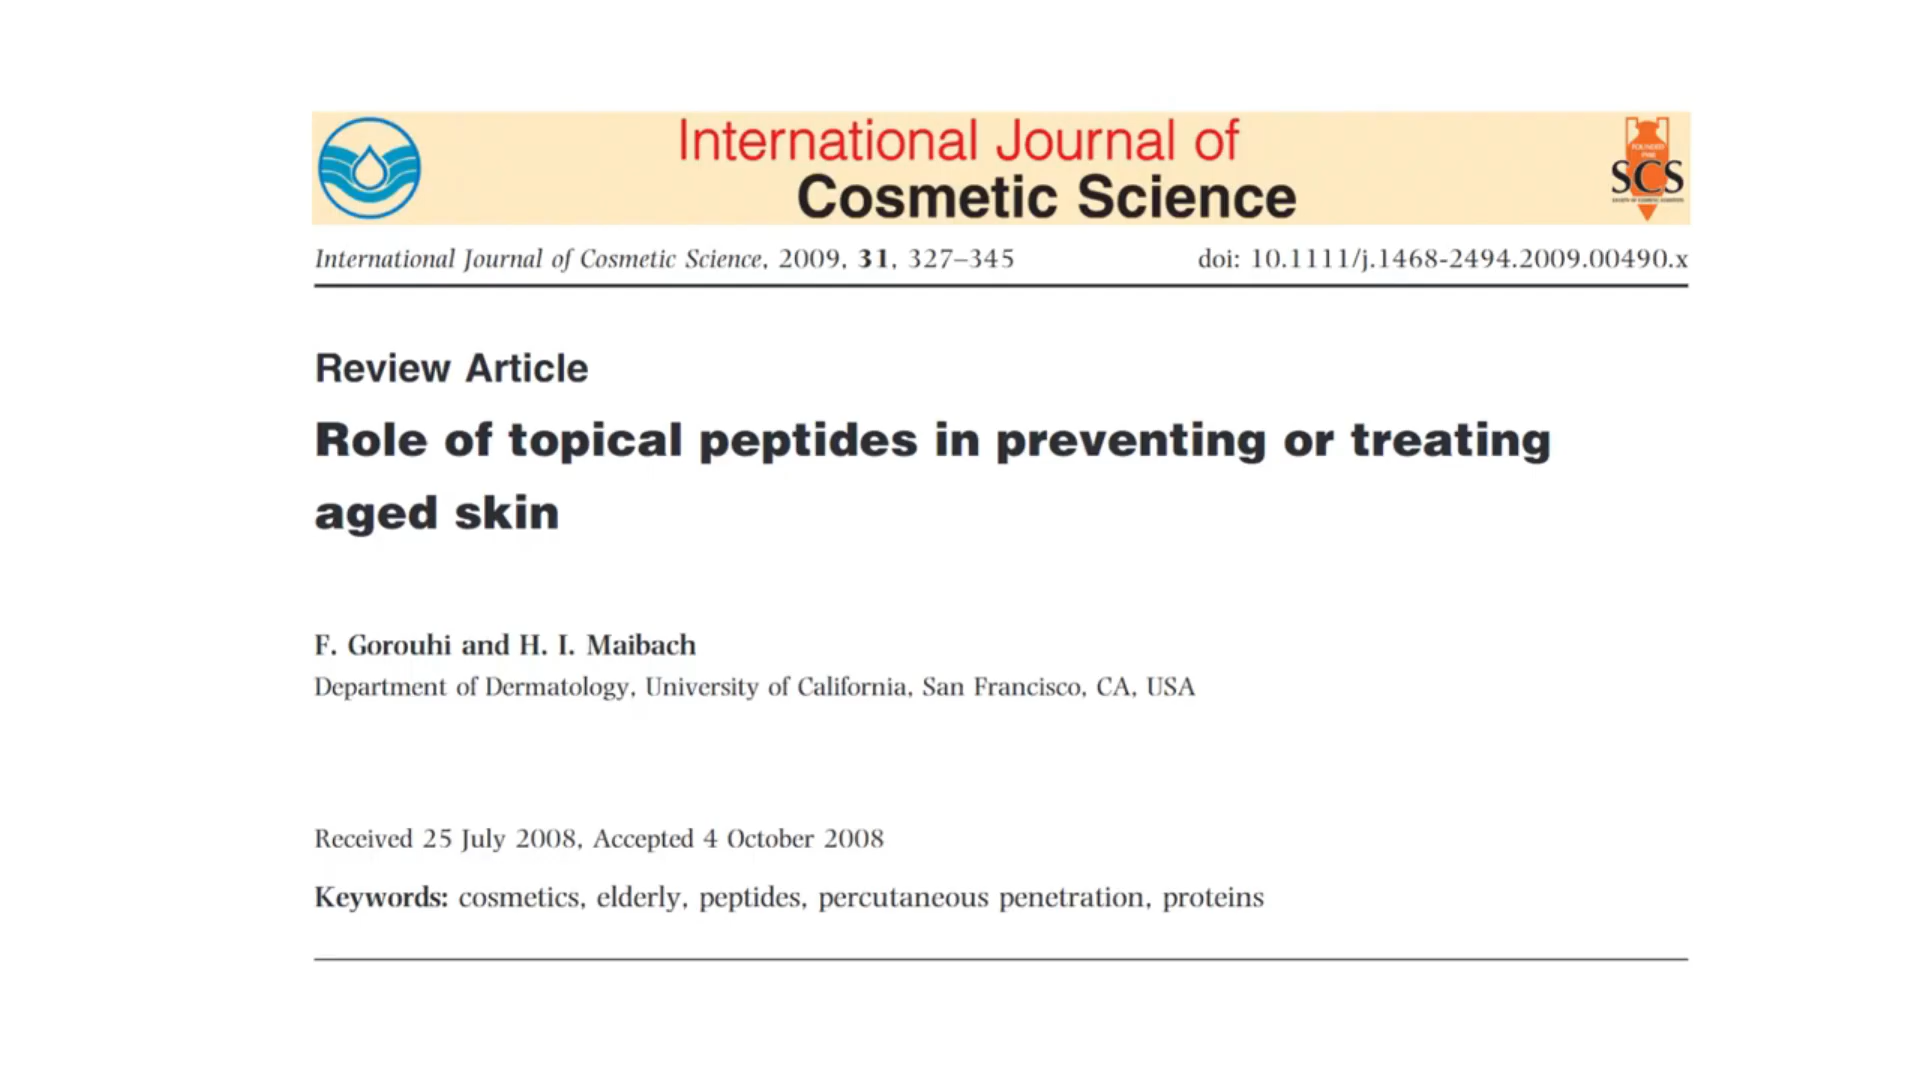 International Journal of
Cosmetic Science
FOUNDED
SCS
International Journal of Cosmetic Science, 2009, 31, 327–345
doi: 10.1111/j.1468-2494.2009.00490.x
Review Article
Role of topical peptides in preventing or treating
aged skin
F. Gorouhi and H. I. Maibach
Department of Dermatology, University of California, San Francisco, CA, USA
Received 25 July 2008, Accepted 4 October 2008
Keywords: cosmetics, elderly, peptides, percutaneous penetration, proteins